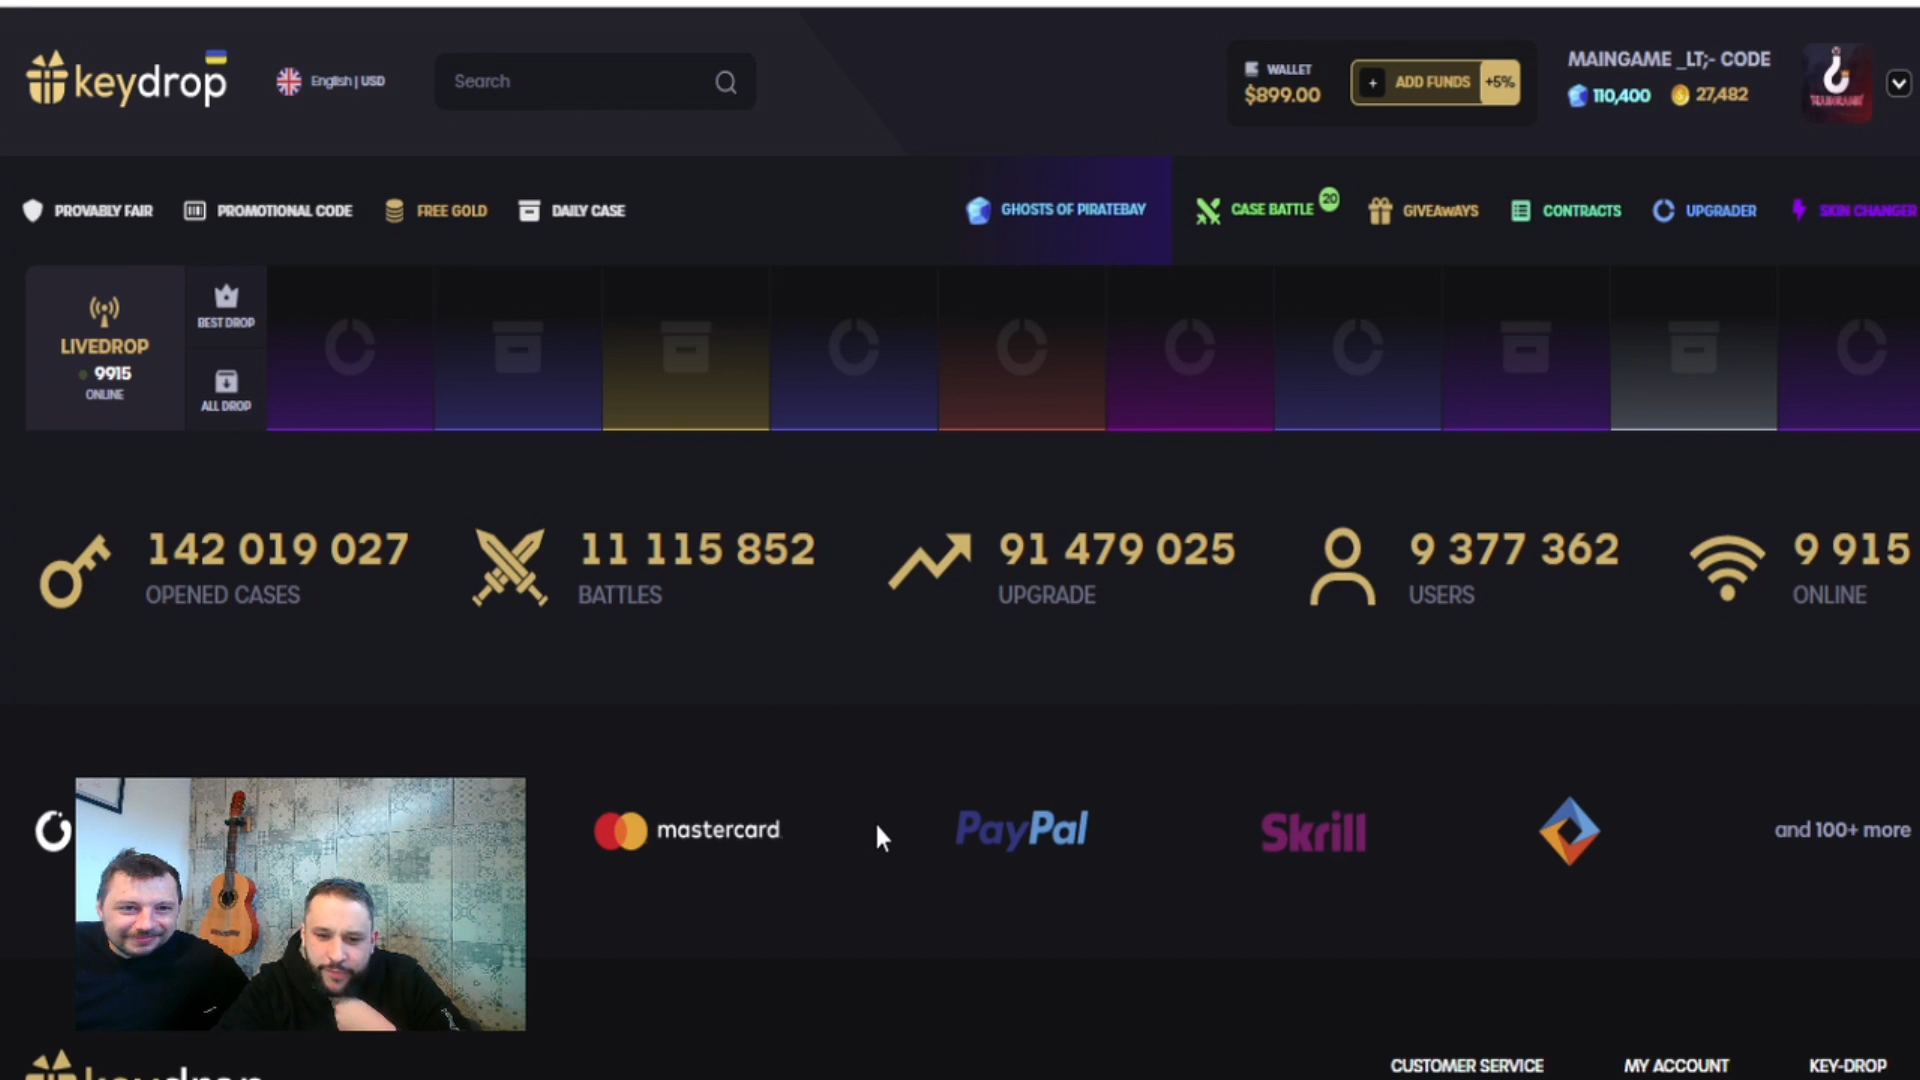 keydrop
English | USD
Search
WALLET
$899.00
+ ADD FUNDS +5%
MAINGAME _LT;- CODE
110,400 27,482
PROVABLY FAIR
PROMOTIONAL CODE
FREE GOLD
DAILY CASE
GHOSTS OF PIRATEBAY
CASE BATTLE 20
GIVEAWAYS
CONTRACTS
UPGRADER
SKIN CHANGER
LIVEDROP
9915
ONLINE
BEST DROP
ALL DROP
142 019 027
OPENED CASES
11 115 852
BATTLES
91 479 025
UPGRADE
9 377 362
USERS
9 915
ONLINE
mastercard
PayPal
Skrill
and 100+ more
keydrop
CUSTOMER SERVICE
MY ACCOUNT
KEY-DROP